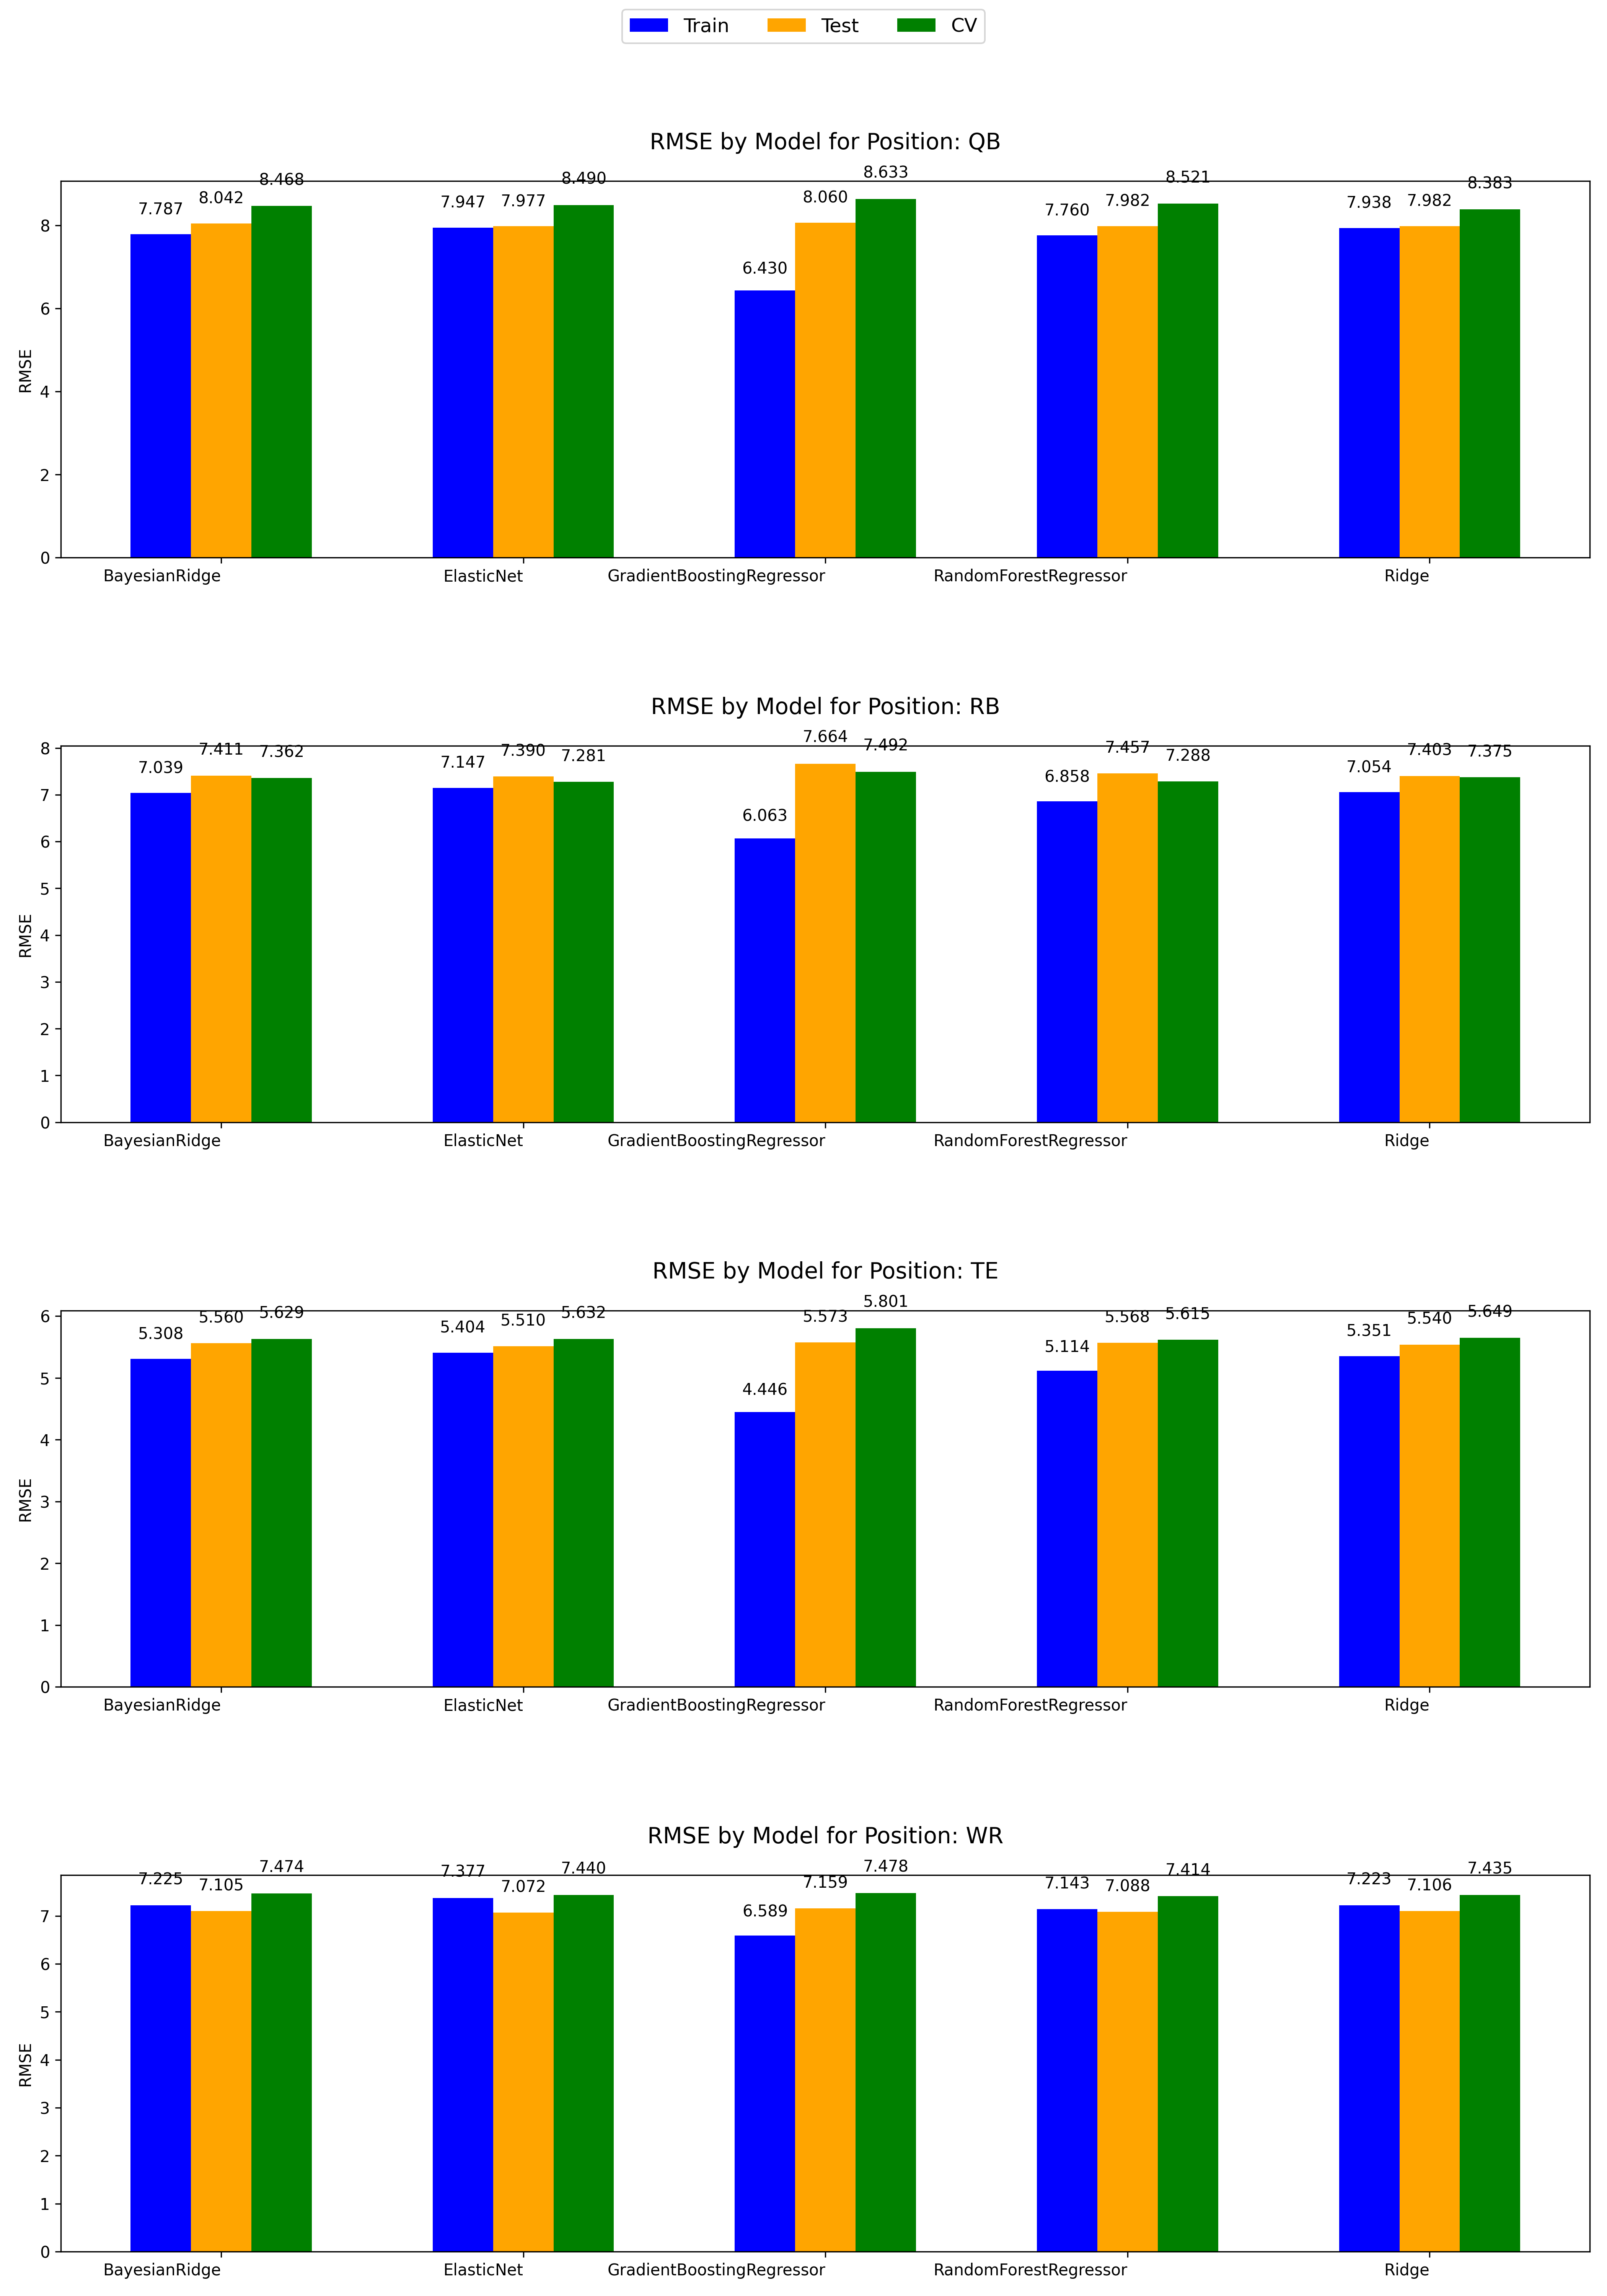 Train Test CV
RMSE by Model for Position: QB
7.787 8.042 8.468 7.947 7.977 8.490 6.430 8.060 8.633 7.760 7.982 8.521 7.938 7.982 8.383
8
6
4
2
0
RMSE
BayesianRidge ElasticNet GradientBoostingRegressor RandomForestRegressor Ridge
RMSE by Model for Position: RB
7.039 7.411 7.362 7.147 7.390 7.281 6.063 7.664 7.492 6.858 7.457 7.288 7.054 7.403 7.375
8
7
6
5
4
3
2
1
0
RMSE
BayesianRidge ElasticNet GradientBoostingRegressor RandomForestRegressor Ridge
RMSE by Model for Position: TE
5.308 5.560 5.629 5.404 5.510 5.632 4.446 5.573 5.801 5.114 5.568 5.615 5.351 5.540 5.649
6
5
4
3
2
1
0
RMSE
BayesianRidge ElasticNet GradientBoostingRegressor RandomForestRegressor Ridge
RMSE by Model for Position: WR
7.225 7.105 7.474 7.377 7.072 7.440 6.589 7.159 7.478 7.143 7.088 7.414 7.223 7.106 7.435
7
6
5
4
3
2
1
0
RMSE
BayesianRidge ElasticNet GradientBoostingRegressor RandomForestRegressor Ridge